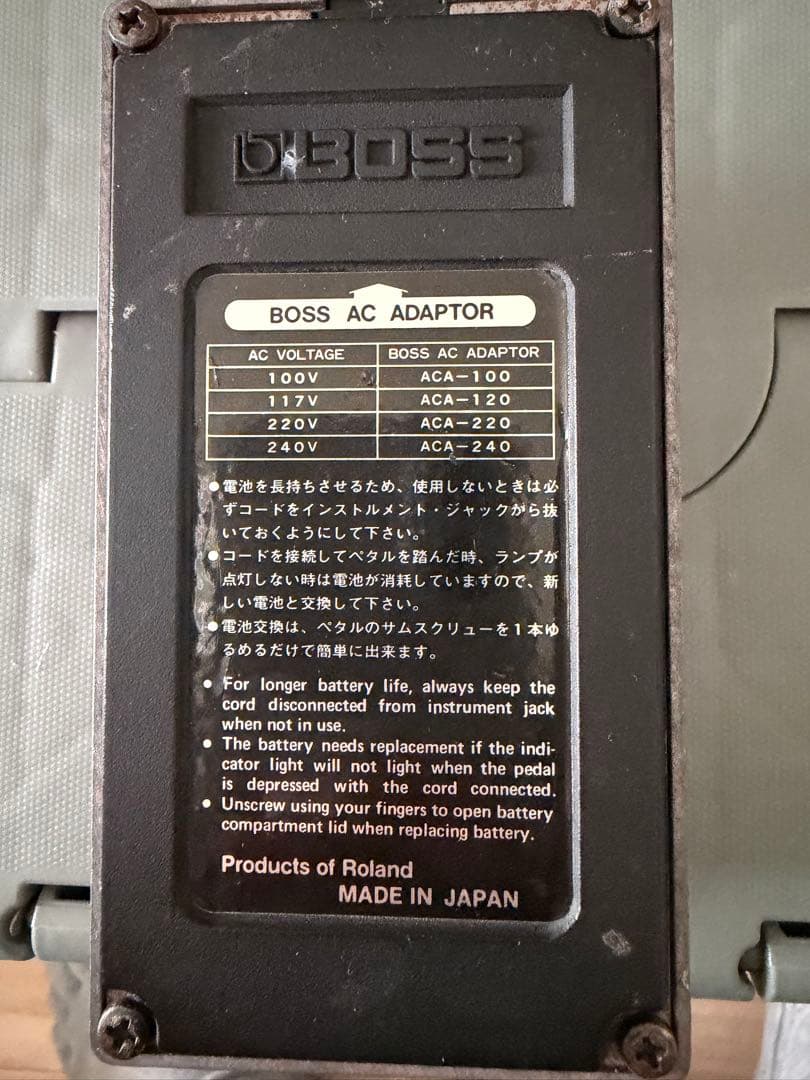 BOSS
BOSS AC ADAPTOR
AC VOLTAGE BOSS AC ADAPTOR
100V ACA-100
117V ACA-120
220V ACA-220
240V ACA-240
●電池を長持ちさせるため、使用しないときは必
ずコードをインストルメント・ジャックから抜
いておくようにして下さい。
●コードを接続してペタルを踏んだ時、ランプが
点灯しない時は電池が消耗していますので、新
しい電池と交換して下さい。
●電池交換は、ペタルのサムスクリューを1本ゆ
るめるだけで簡単に出来ます。
● For longer battery life, always keep the
cord disconnected from instrument jack
when not in use.
● The battery needs replacement if the indi-
cator light will not light when the pedal
is depressed with the cord connected.
● Unscrew using your fingers to open battery
compartment lid when replacing battery.
Products of Roland
MADE IN JAPAN